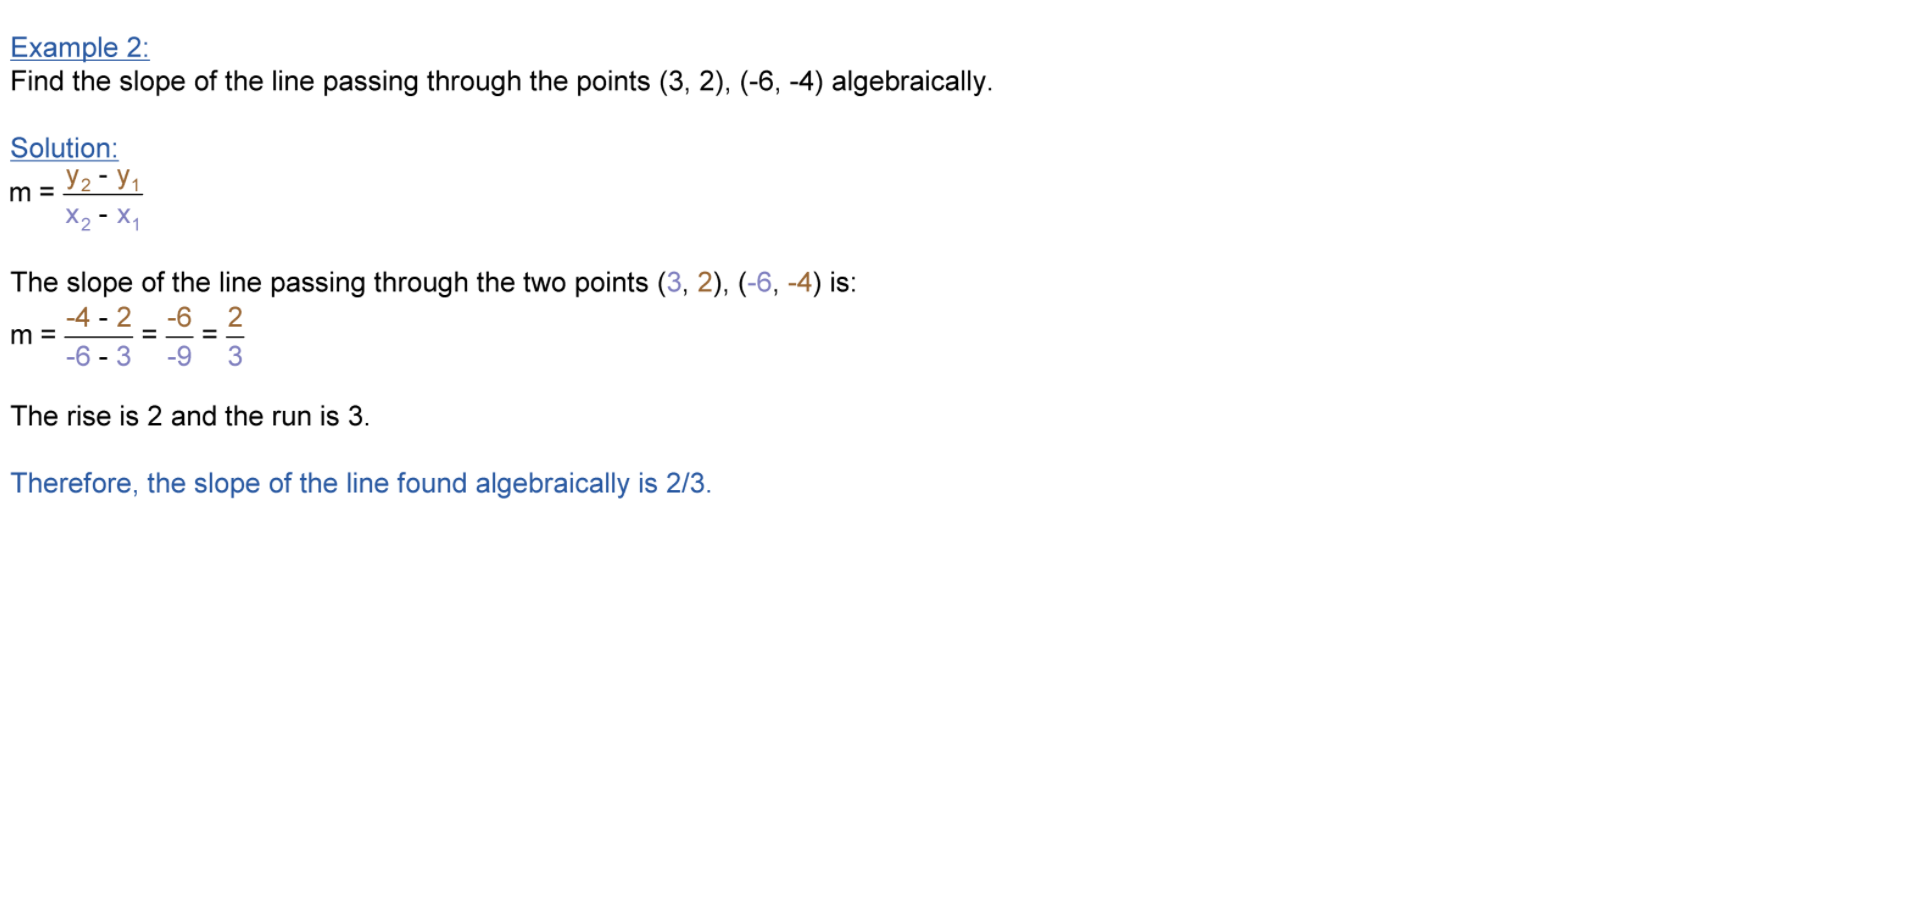 Example 2:
Find the slope of the line passing through the points (3, 2), (-6, -4) algebraically.
Solution:
m = \frac{y_2 - y_1}{x_2 - x_1}
The slope of the line passing through the two points (3, 2), (-6, -4) is:
m = \frac{-4 - 2}{-6 - 3} = \frac{-6}{-9} = \frac{2}{3}
The rise is 2 and the run is 3.
Therefore, the slope of the line found algebraically is 2/3.